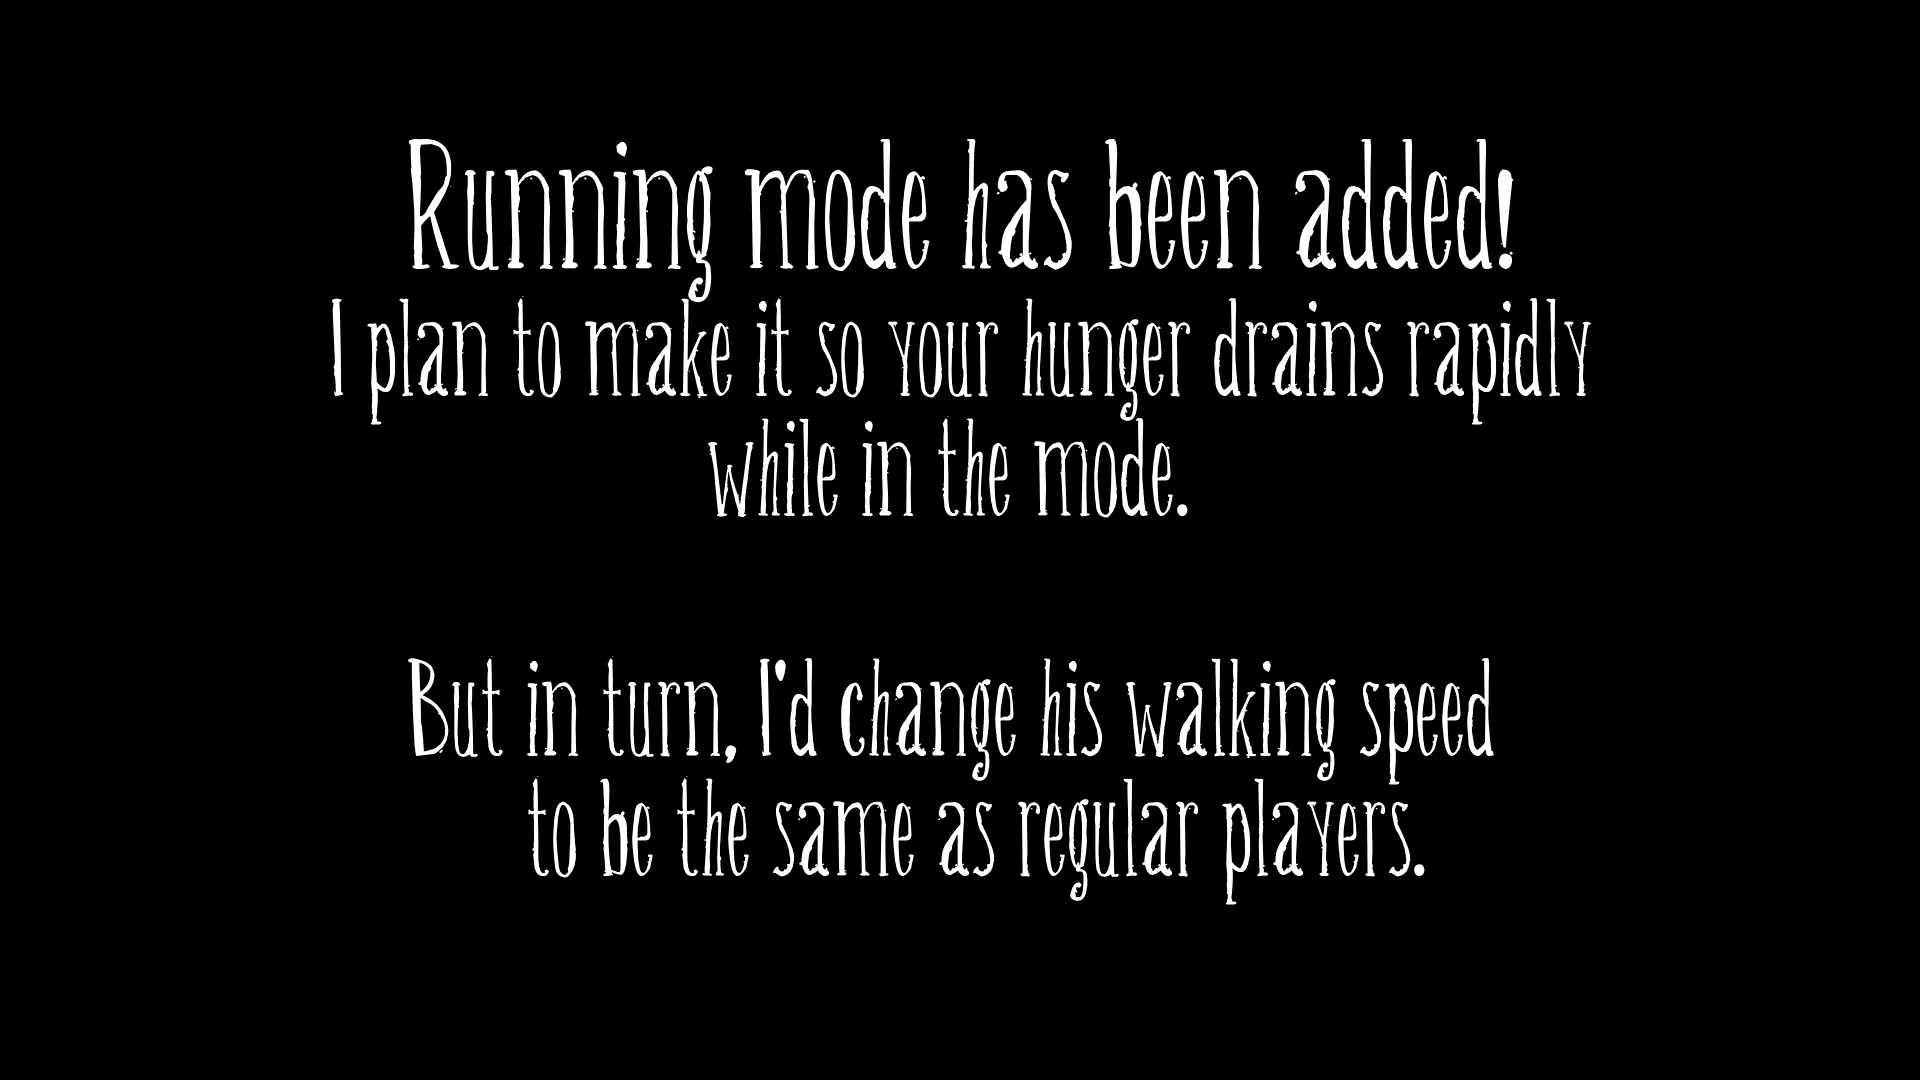 Running mode has been added!
I plan to make it so your hunger drains rapidly
while in the mode.
But in turn, I'd change his walking speed
to be the same as regular players.